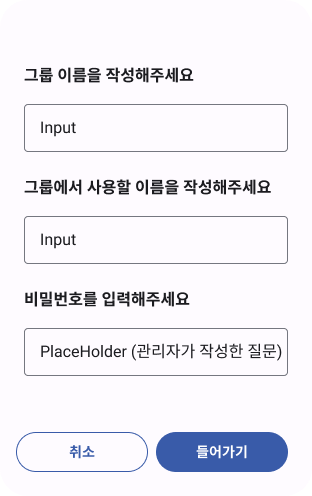 그룹 이름을 작성해주세요
Input
그룹에서 사용할 이름을 작성해주세요
Input
비밀번호를 입력해주세요
PlaceHolder (관리자가 작성한 질문)
취소
들어가기